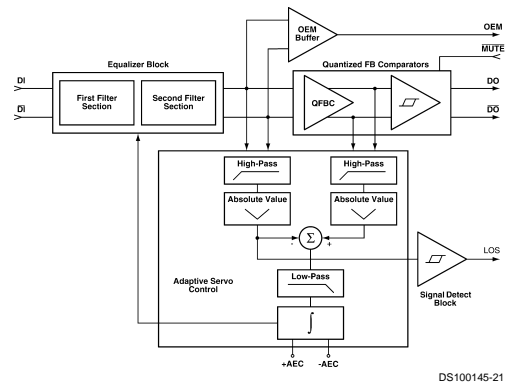 OEM
Buffer
OEM
MUTE
Equalizer Block
Quantized FB Comparators
DI
DI
First Filter
Section
Second Filter
Section
QFBC
DO
DO
High-Pass
High-Pass
Absolute Value
Absolute Value
-
Σ
+
LOS
Adaptive Servo
Control
Low-Pass
Signal Detect
Block
∫
+AEC
-AEC
DS100145-21